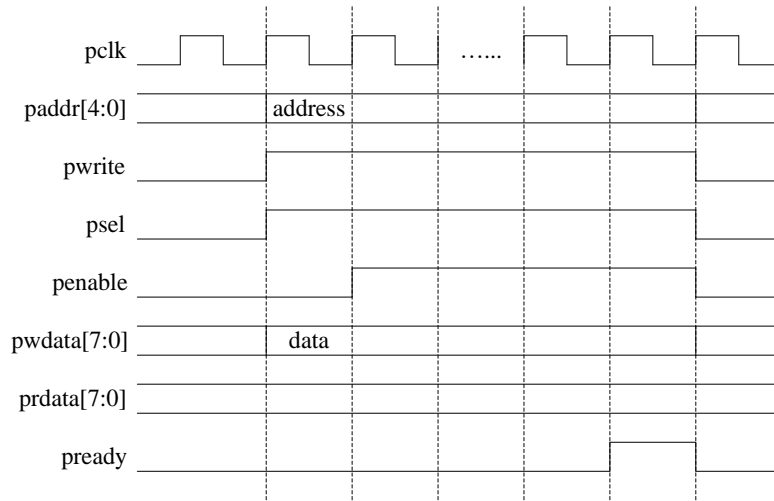 pclk
…...
paddr[4:0]
address
pwrite
psel
penable
pwdata[7:0]
data
prdata[7:0]
pready